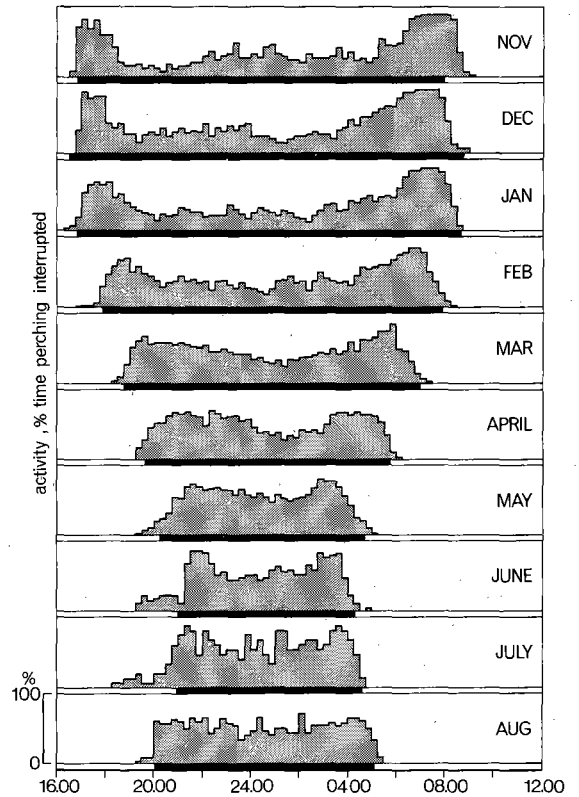 NOV
DEC
JAN
FEB
MAR
APRIL
MAY
JUNE
JULY
AUG
activity, % time perching interrupted
%
100
0
16.00 20.00 24.00 04.00 08.00 12.00